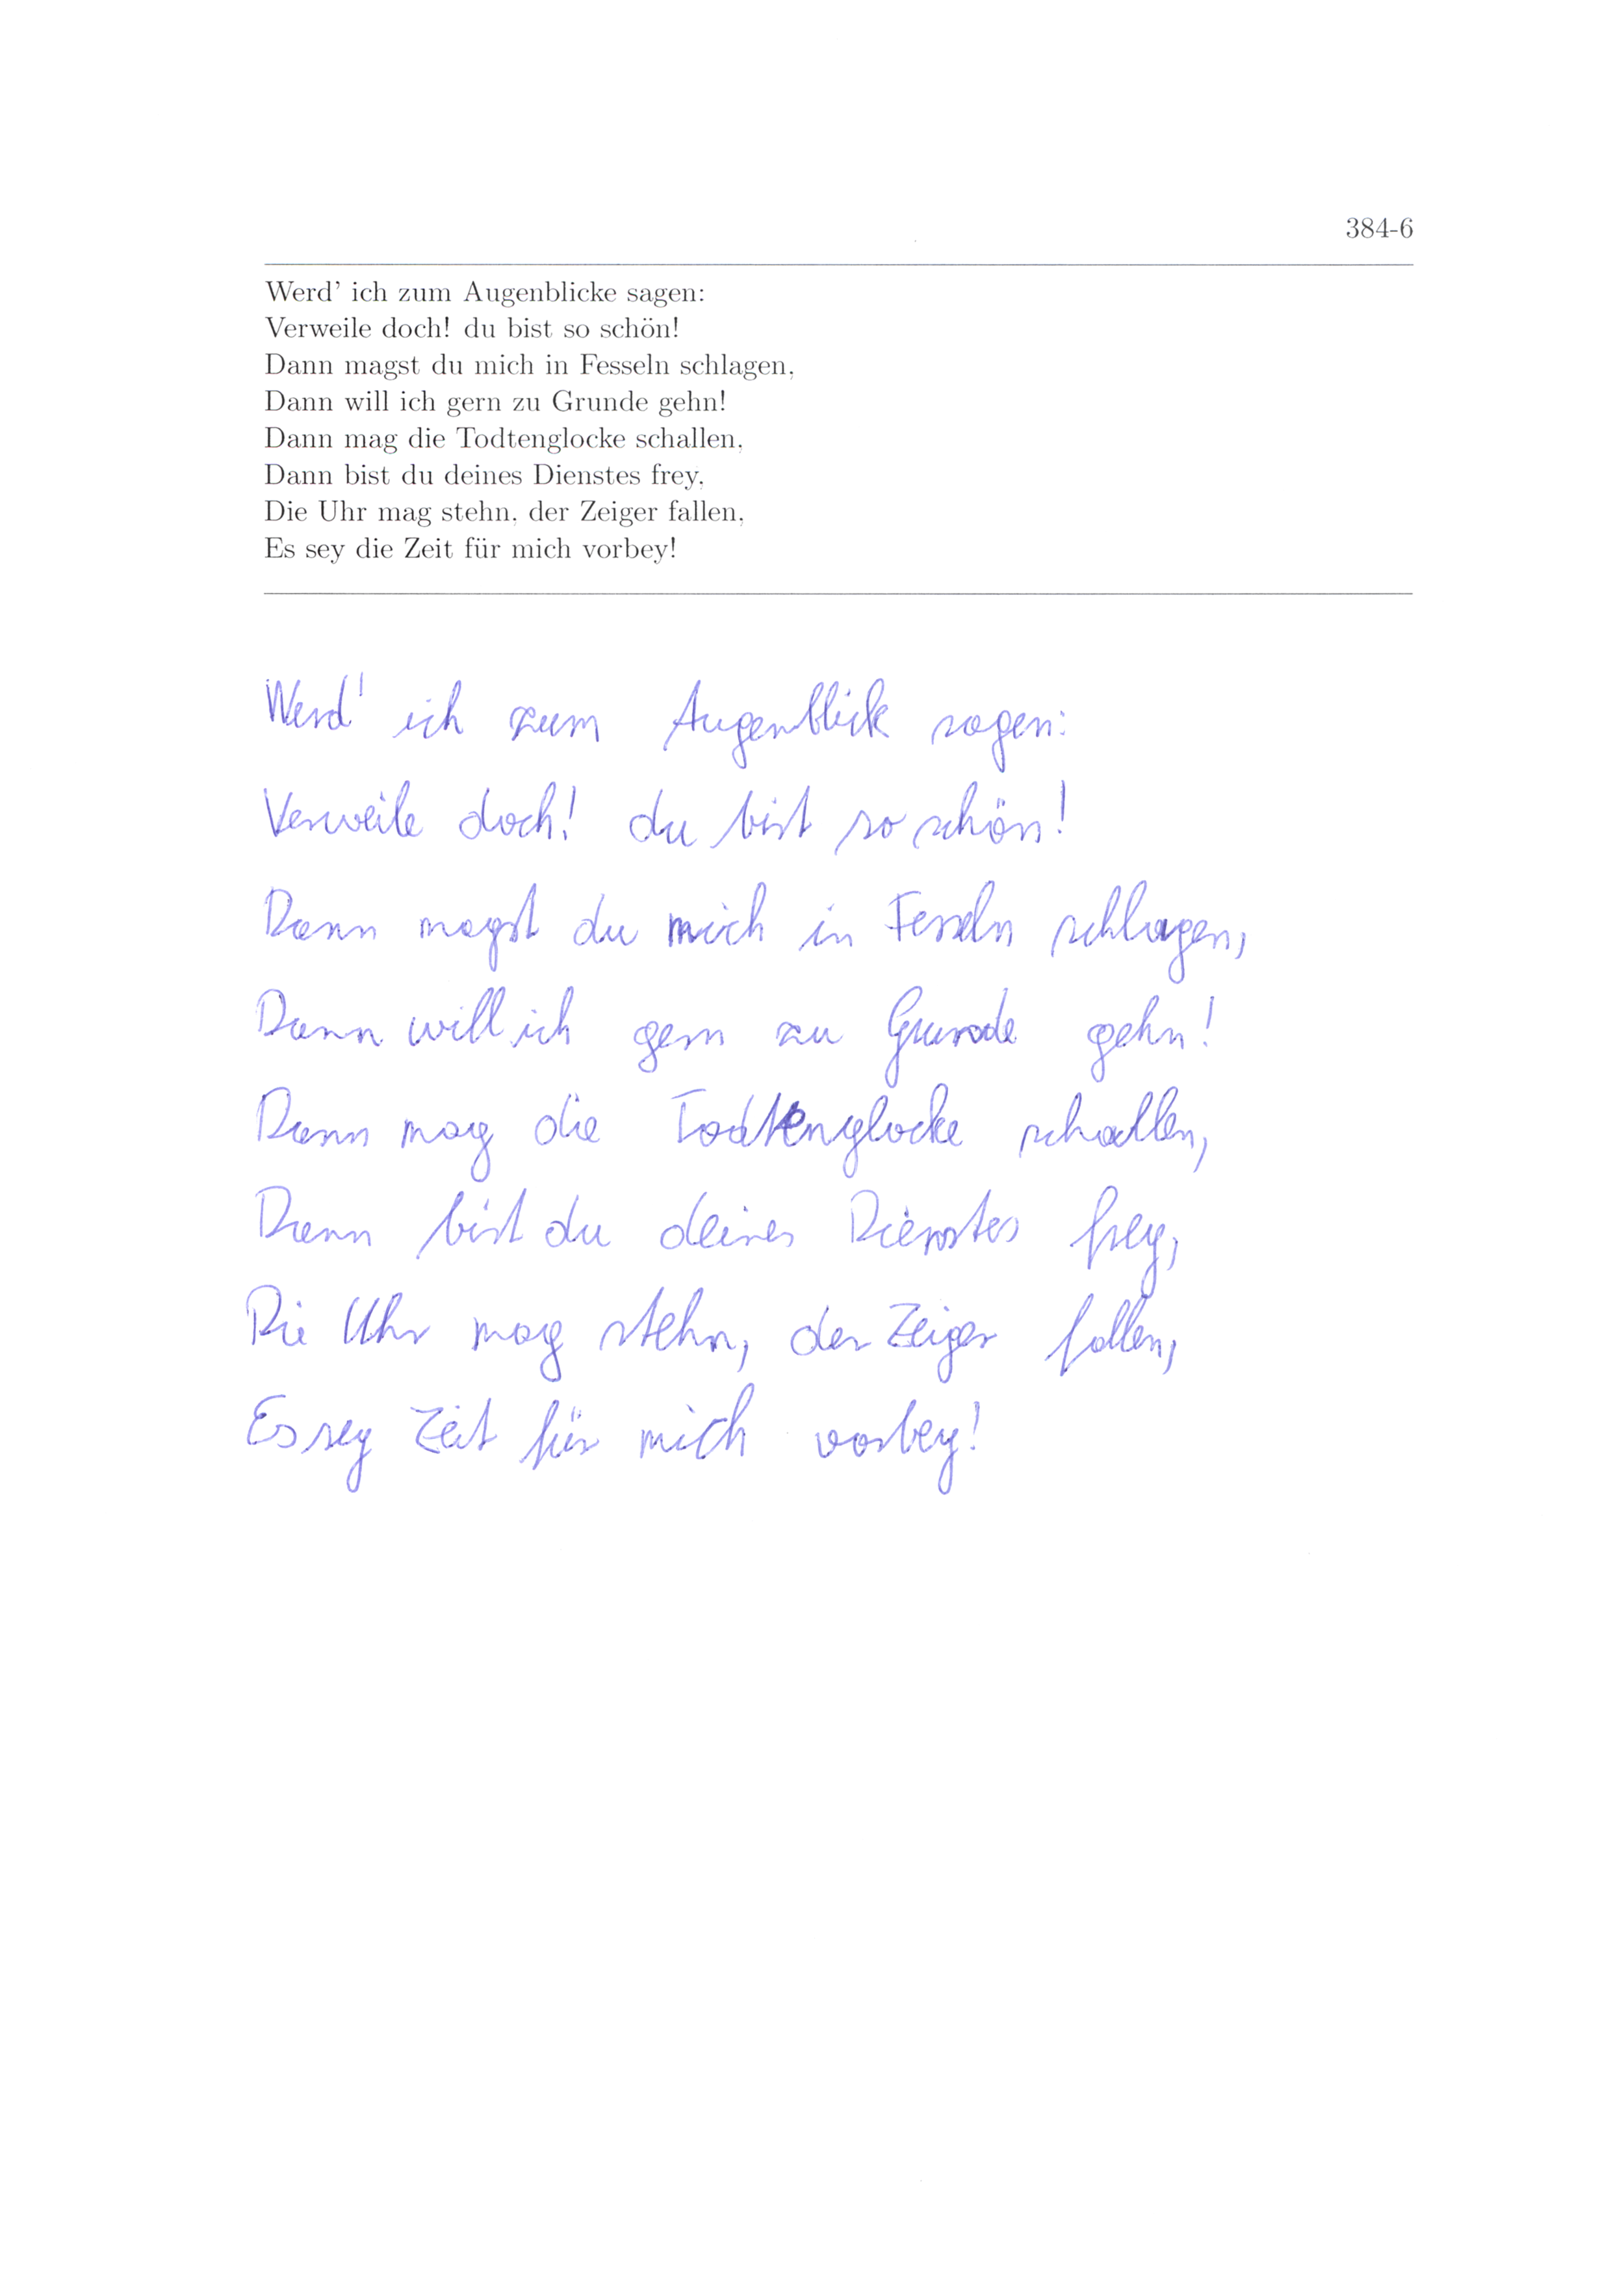 384-6
Werd' ich zum Augenblicke sagen:
Verweile doch! du bist so schön!
Dann magst du mich in Fesseln schlagen,
Dann will ich gern zu Grunde gehn!
Dann mag die Todtenglocke schallen,
Dann bist du deines Dienstes frey,
Die Uhr mag stehn, der Zeiger fallen,
Es sey die Zeit für mich vorbey!
Werd' ich zum Augenblick sagen:
Verweile doch! du bist so schön!
Dann magst du mich in Fesseln schlagen,
Dann will ich gern zu Grunde gehn!
Dann mag die Todtenglocke schallen,
Dann bist du deines Dienstes frey,
Die Uhr mag stehn, der Zeiger fallen,
Es sey Zeit für mich vorbey!